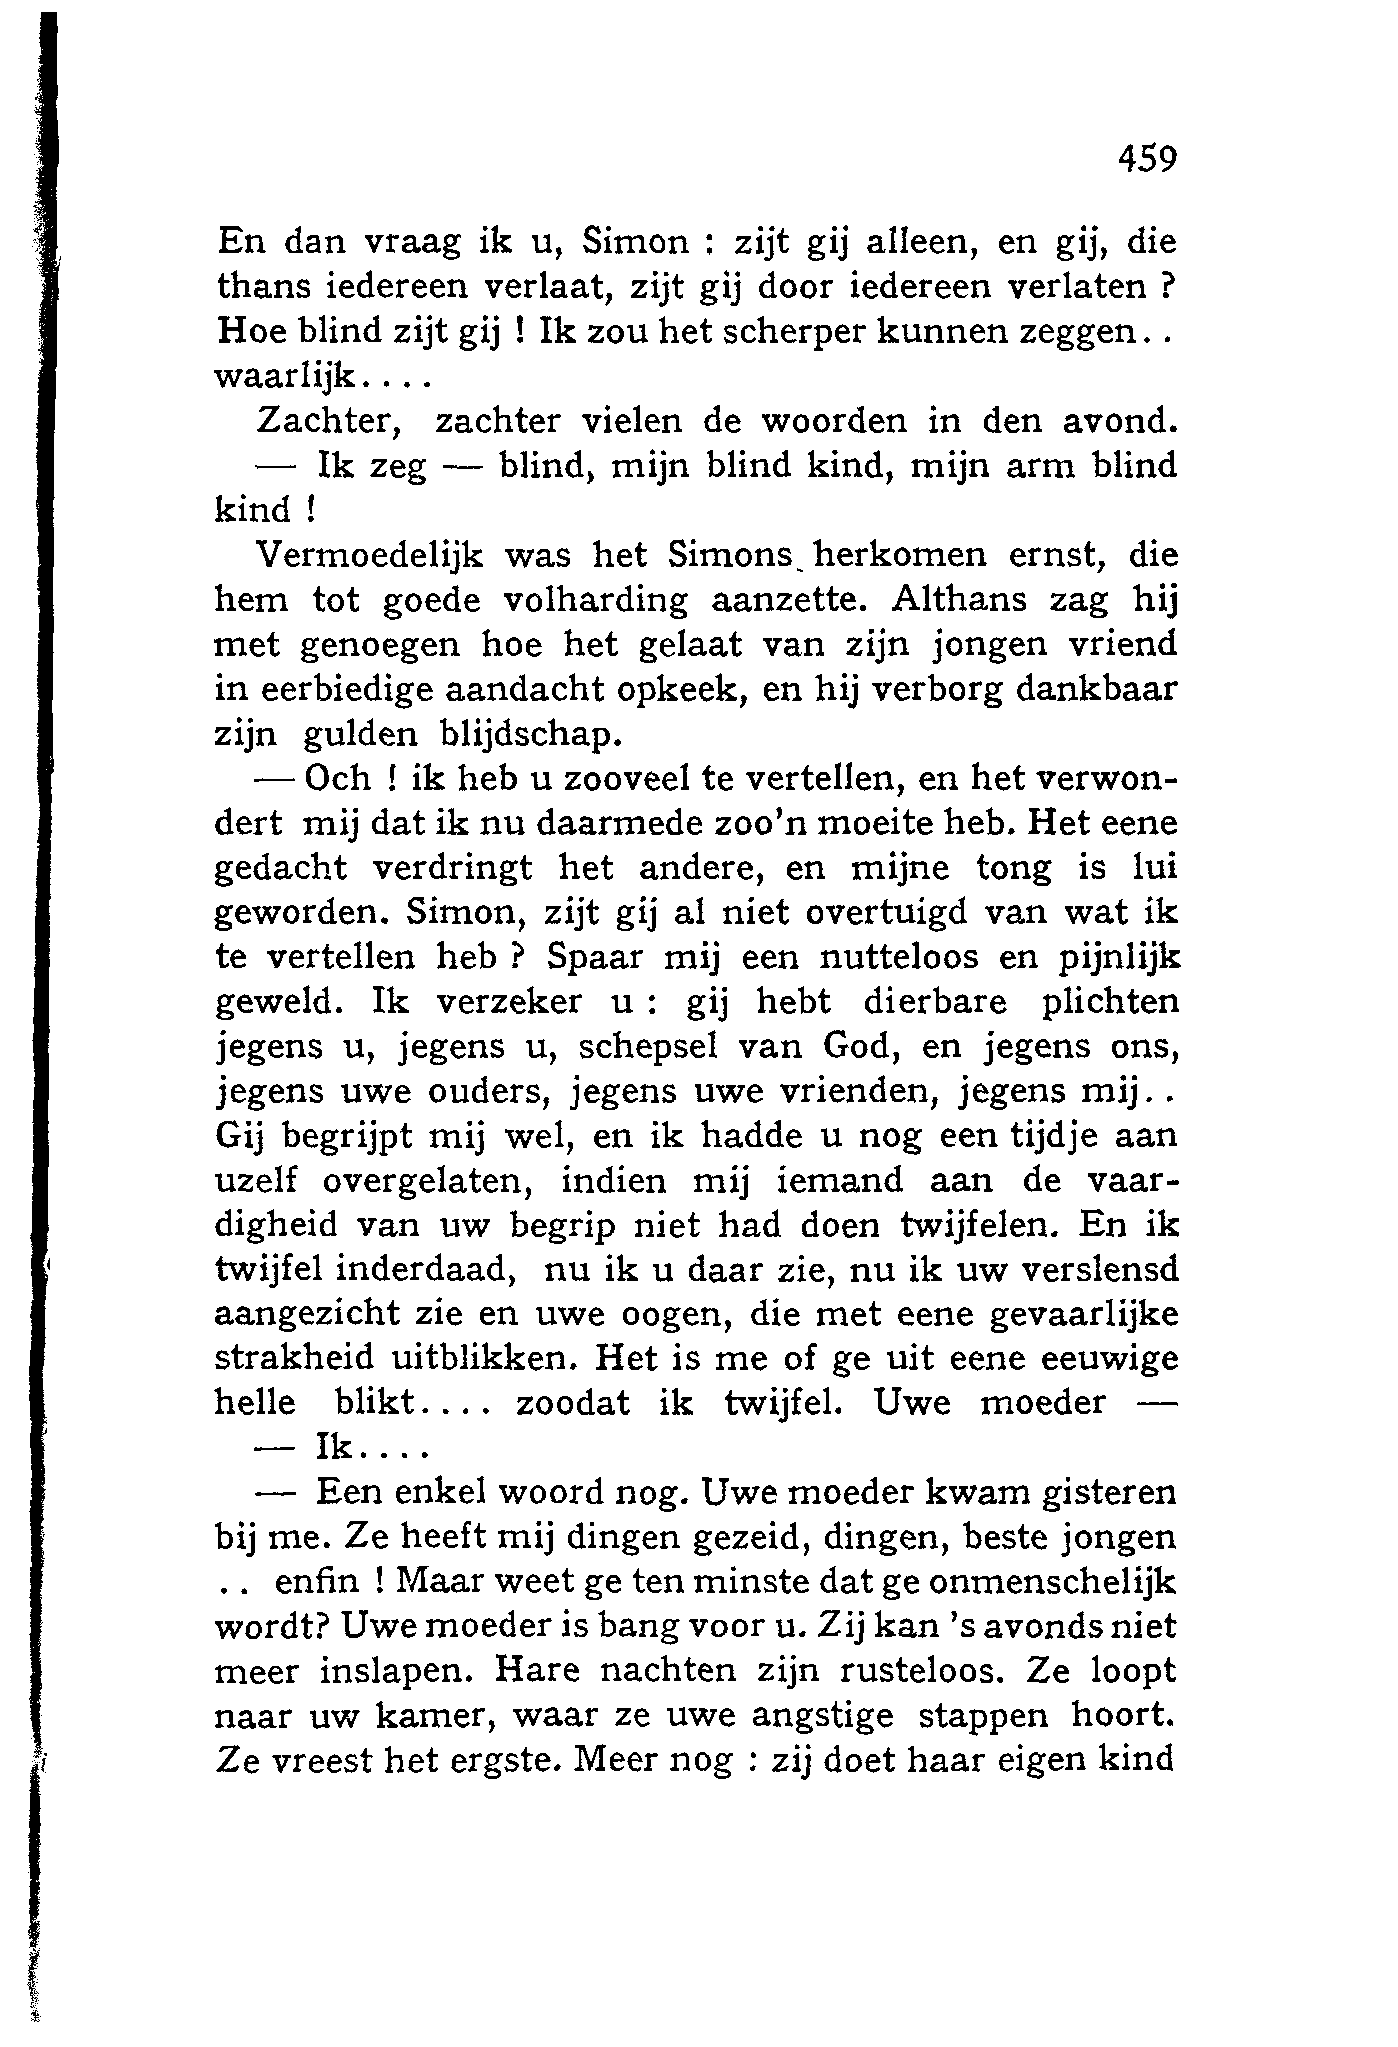 459
En dan vraag ik u, Simon : zijt gij alleen, en gij, die
thans iedereen verlaat, zijt gij door iedereen verlaten ?
Hoe blind zijt gij ! Ik zou het scherper kunnen zeggen. .
waarlijk. . . .
Zachter, zachter vielen de woorden in den avond.
— Ik zeg — blind, mijn blind kind, mijn arm blind
kind !
Vermoedelijk was het Simons herkomen ernst, die
hem tot goede volharding aanzette. Althans zag hij
met genoegen hoe het gelaat van zijn jongen vriend
in eerbiedige aandacht opkeek, en hij verborg dankbaar
zijn gulden blijdschap.
— Och ! ik heb u zooveel te vertellen, en het verwon-
dert mij dat ik nu daarmede zoo'n moeite heb. Het eene
gedacht verdringt het andere, en mijne tong is lui
geworden. Simon, zijt gij al niet overtuigd van wat ik
te vertellen heb ? Spaar mij een nutteloos en pijnlijk
geweld. Ik verzeker u : gij hebt dierbare plichten
jegens u, jegens u, schepsel van God, en jegens ons,
jegens uwe ouders, jegens uwe vrienden, jegens mij. .
Gij begrijpt mij wel, en ik hadde u nog een tijdje aan
uzelf overgelaten, indien mij iemand aan de vaar-
digheid van uw begrip niet had doen twijfelen. En ik
twijfel inderdaad, nu ik u daar zie, nu ik uw verslensd
aangezicht zie en uwe oogen, die met eene gevaarlijke
strakheid uitblikken. Het is me of ge uit eene eeuwige
helle blikt. . . . zoodat ik twijfel. Uwe moeder —
— Ik. . . .
— Een enkel woord nog. Uwe moeder kwam gisteren
bij me. Ze heeft mij dingen gezeid, dingen, beste jongen
. . enfin ! Maar weet ge ten minste dat ge onmenschelijk
wordt? Uwe moeder is bang voor u. Zij kan 's avonds niet
meer inslapen. Hare nachten zijn rusteloos. Ze loopt
naar uw kamer, waar ze uwe angstige stappen hoort.
Ze vreest het ergste. Meer nog : zij doet haar eigen kind